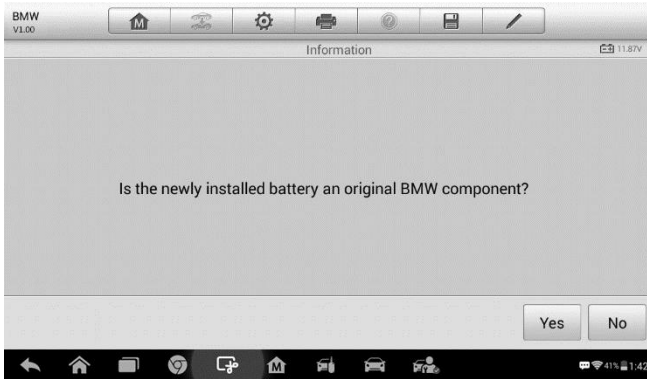 BMW
V1.00
Information
11.87V
Is the newly installed battery an original BMW component?
Yes
No
41% 1:42